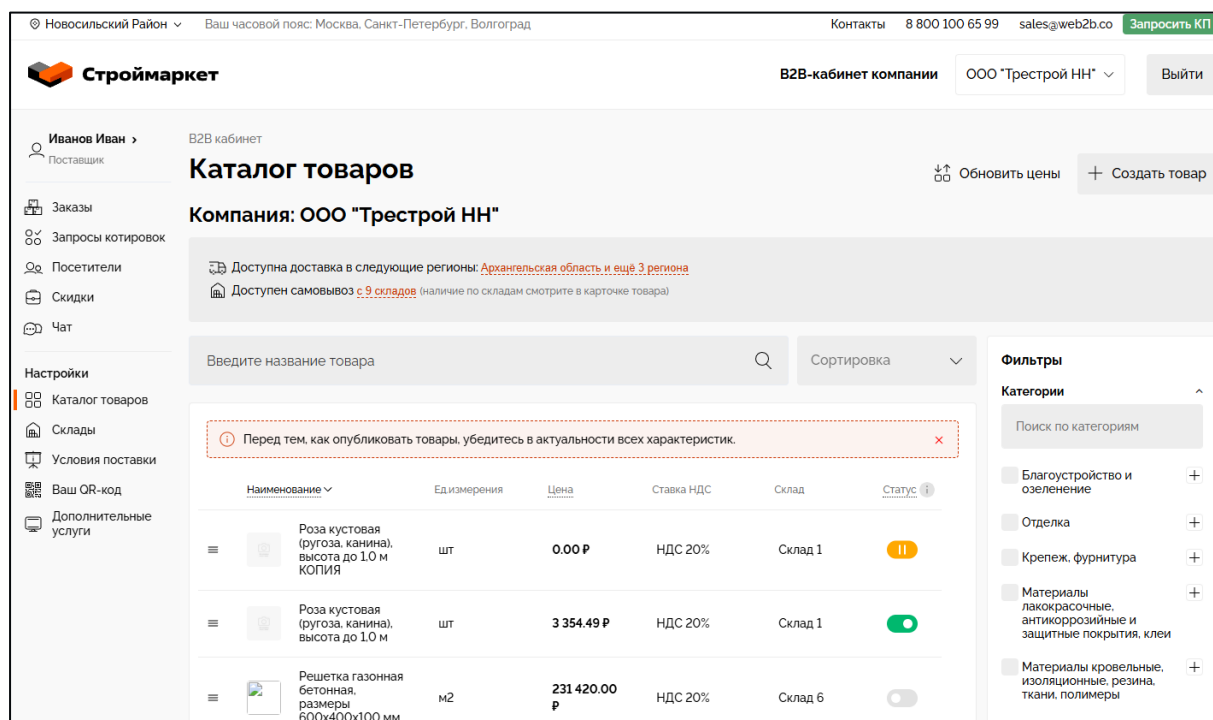 Новосильский Район
Ваш часовой пояс: Москва, Санкт-Петербург, Волгоград
Контакты
8 800 100 65 99
sales@web2b.co
Запросить КП
Строймаркет
B2B-кабинет компании
ООО "Трестрой НН"
Выйти
Иванов Иван
Поставщик
Заказы
Запросы котировок
Посетители
Скидки
Чат
Настройки
Каталог товаров
Склады
Условия поставки
Ваш QR-код
Дополнительные
услуги
B2B кабинет
Каталог товаров
Обновить цены
Создать товар
Компания: ООО "Трестрой НН"
Доступна доставка в следующие регионы: Архангельская область и ещё 3 региона
Доступен самовывоз с 9 складов (наличие по складам смотрите в карточке товара)
Введите название товара
Сортировка
Перед тем, как опубликовать товары, убедитесь в актуальности всех характеристик.
Наименование Ед.измерения Цена Ставка НДС Склад Статус
Роза кустовая
(ругоза, канина),
высота до 1,0 м
КОПИЯ
шт
0.00 ₽
НДС 20%
Склад 1
Роза кустовая
(ругоза, канина),
высота до 1,0 м
шт
3 354.49 ₽
НДС 20%
Склад 1
Решетка газонная
бетонная,
размеры
600х400х100 мм
м2
231 420.00
₽
НДС 20%
Склад 6
Фильтры
Категории
Поиск по категориям
Благоустройство и
озеленение
Отделка
Крепеж, фурнитура
Материалы
лакокрасочные,
антикоррозийные и
защитные покрытия, клеи
Материалы кровельные,
изоляционные, резина,
ткани, полимеры